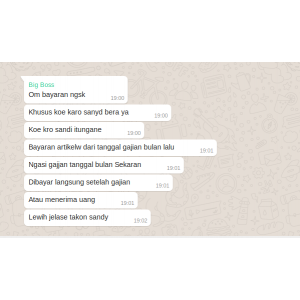 Big Boss
Om bayaran ngsk
19:00
Khusus koe karo sanyd bera ya
19:00
Koe kro sandi itungane
19:00
Bayaran artikelw dari tanggal gajian bulan lalu
19:01
Ngasi gajjan tanggal bulan Sekaran
19:01
Dibayar langsung setelah gajian
19:01
Atau menerima uang
19:01
Lewih jelase takon sandy
19:02